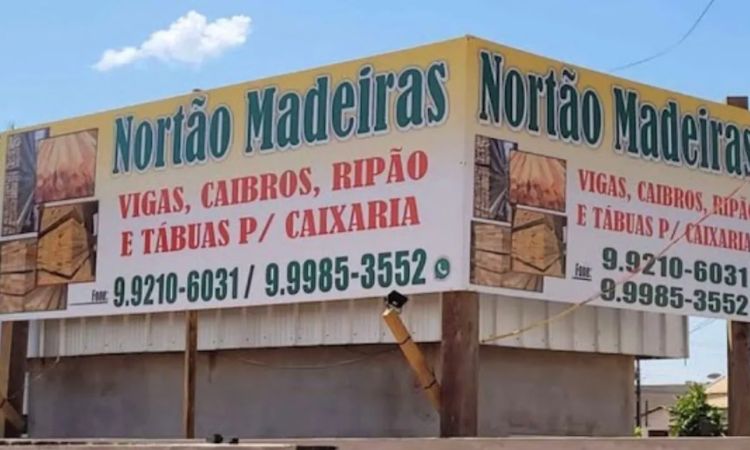 Nortão Madeiras
VIGAS, CAIBROS, RIPÃO
E TÁBUAS P/ CAIXARIA
Fone: 9.9210-6031 / 9.9985-3552
Nortão Madeiras
VIGAS, CAIBROS, RIPÃO
E TÁBUAS P/ CAIXARIA
Fone: 9.9210-6031
9.9985-3552